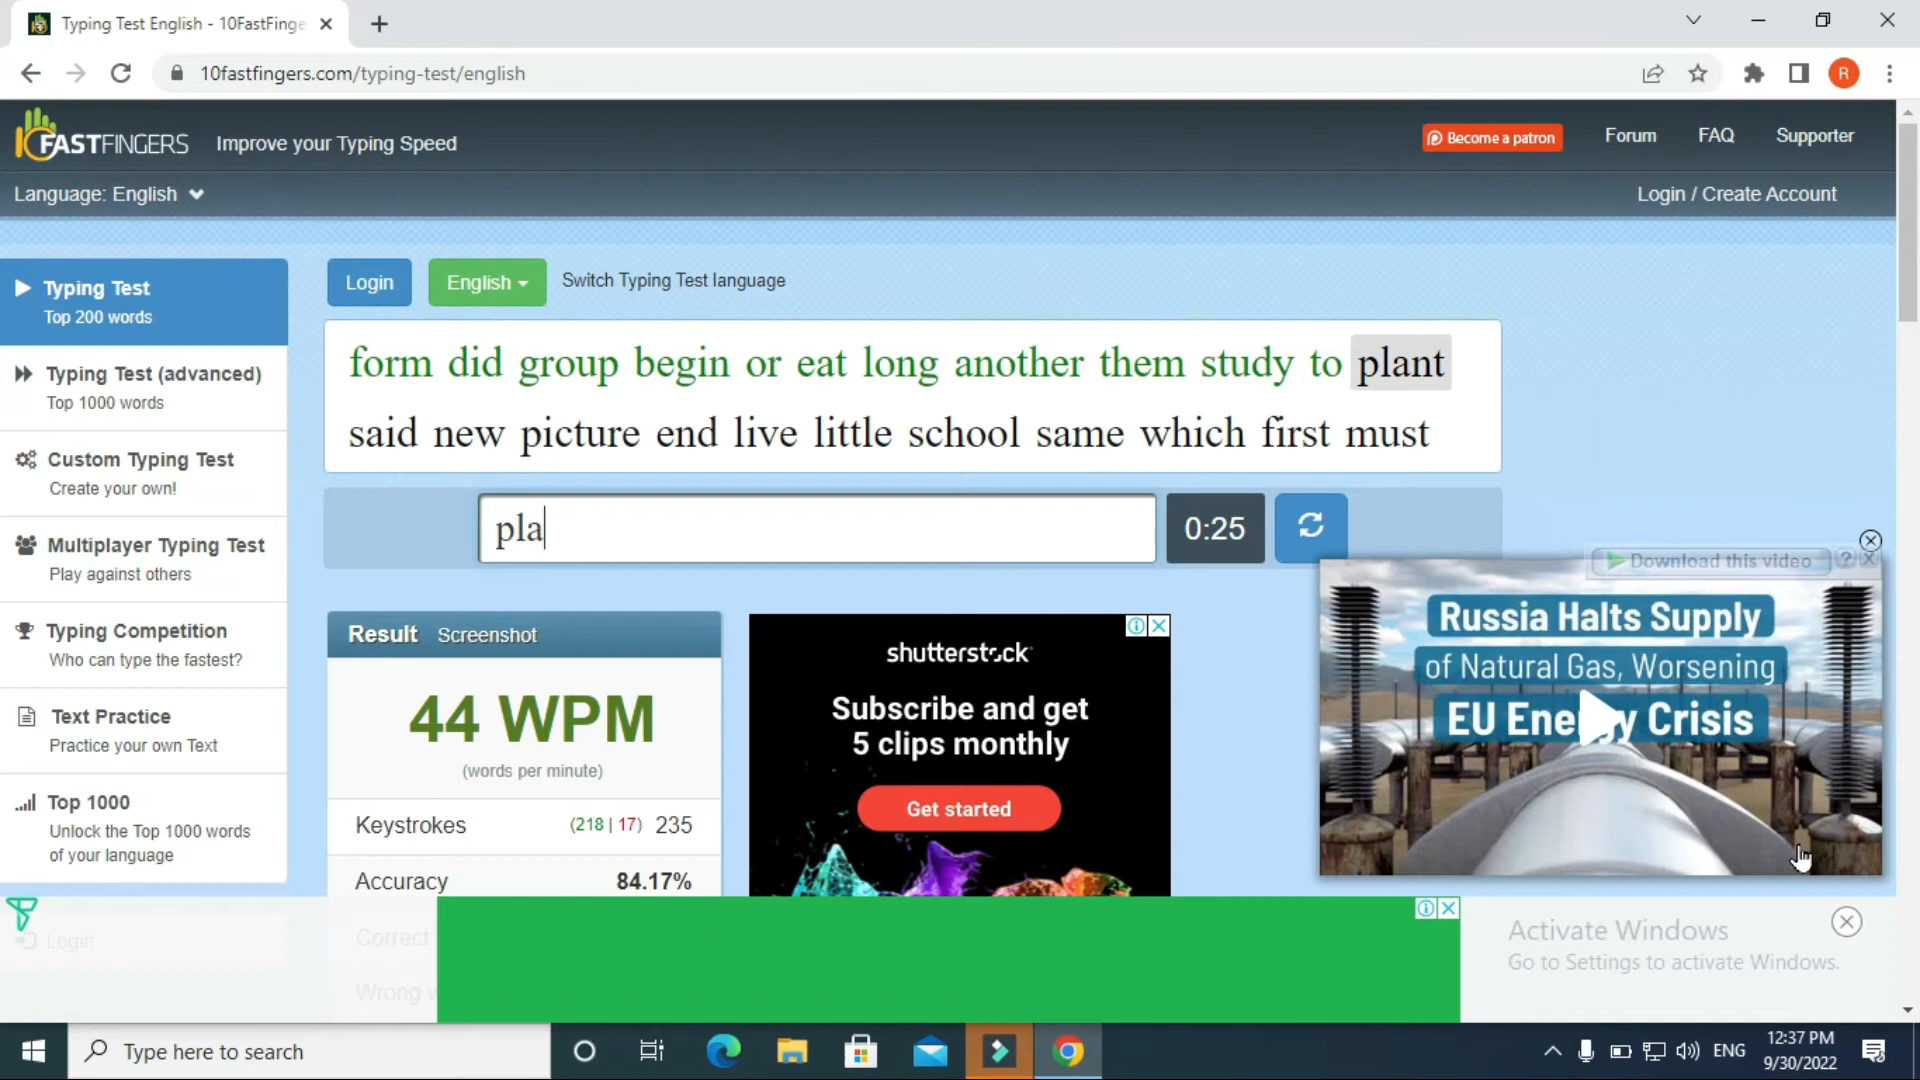 Typing Test English - 10FastFinge
10fastfingers.com/typing-test/english
R
FASTFINGERS
Improve your Typing Speed
Become a patron
Forum
FAQ
Supporter
Language: English
Login / Create Account
Typing Test
Top 200 words
Typing Test (advanced)
Top 1000 words
Custom Typing Test
Create your own!
Multiplayer Typing Test
Play against others
Typing Competition
Who can type the fastest?
Text Practice
Practice your own Text
Top 1000
Unlock the Top 1000 words
of your language
Login
Login
English
Switch Typing Test language
form did group begin or eat long another them study to plant
said new picture end live little school same which first must
pla
0:25
Result
Screenshot
44 WPM
(words per minute)
Keystrokes
(218 | 17) 235
Accuracy
84.17%
Correct
Wrong w
shutterstock
Subscribe and get
5 clips monthly
Get started
Download this video
?
Russia Halts Supply
of Natural Gas, Worsening
EU Energy Crisis
Activate Windows
Go to Settings to activate Windows.
Type here to search
ENG
12:37 PM
9/30/2022